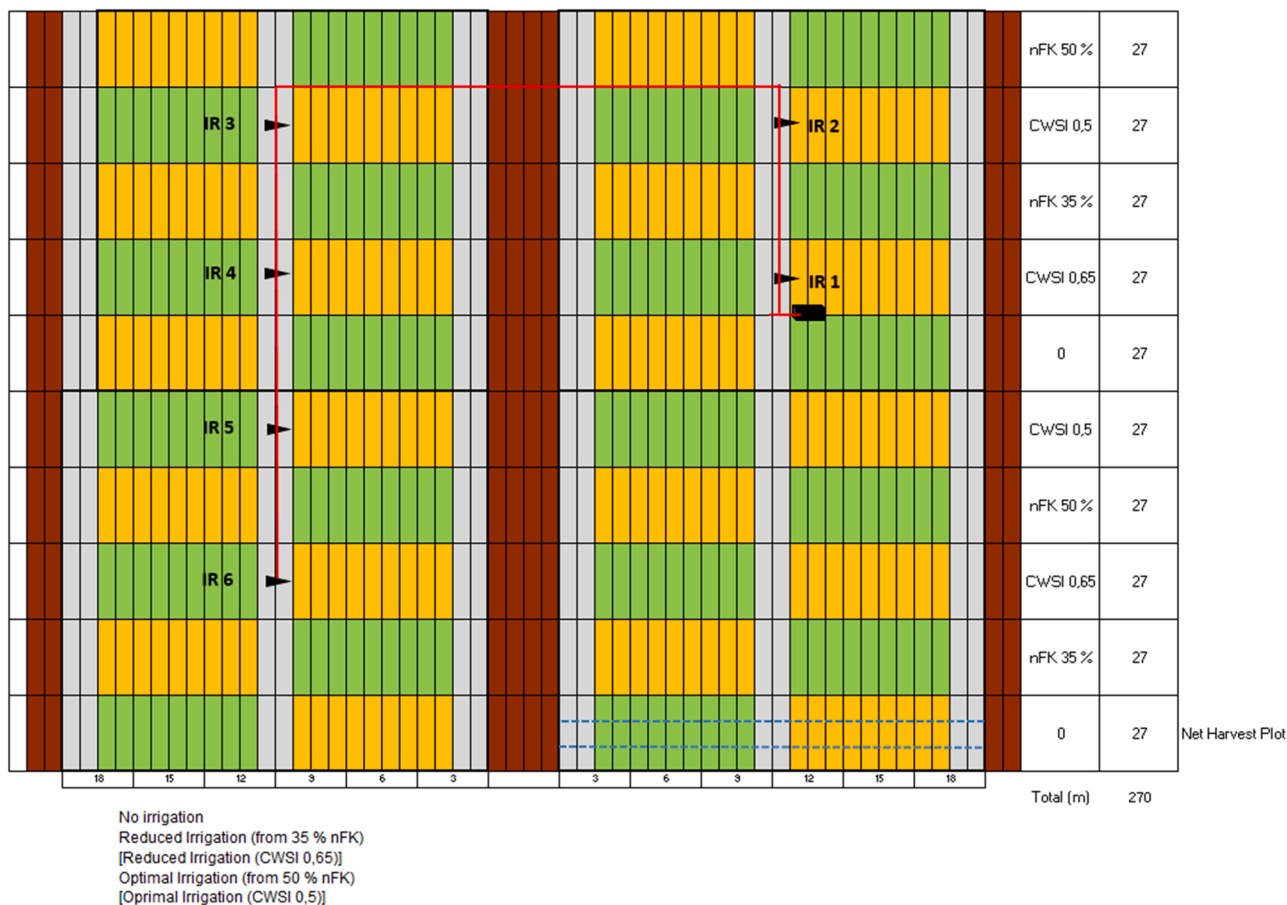 nFK 50 % 27
IR 3 IR 2 CWSI 0,5 27
nFK 35 % 27
IR 4 IR 1 CWSI 0,65 27
0 27
IR 5 CWSI 0,5 27
nFK 50 % 27
IR 6 CWSI 0,65 27
nFK 35 % 27
0 27 Net Harvest Plot
18 15 12 9 6 3 3 6 9 12 15 18
Total (m) 270
No irrigation
Reduced Irrigation (from 35 % nFK)
[Reduced Irrigation (CWSI 0,65)]
Optimal Irrigation (from 50 % nFK)
[Oprimal Irrigation (CWSI 0,5)]